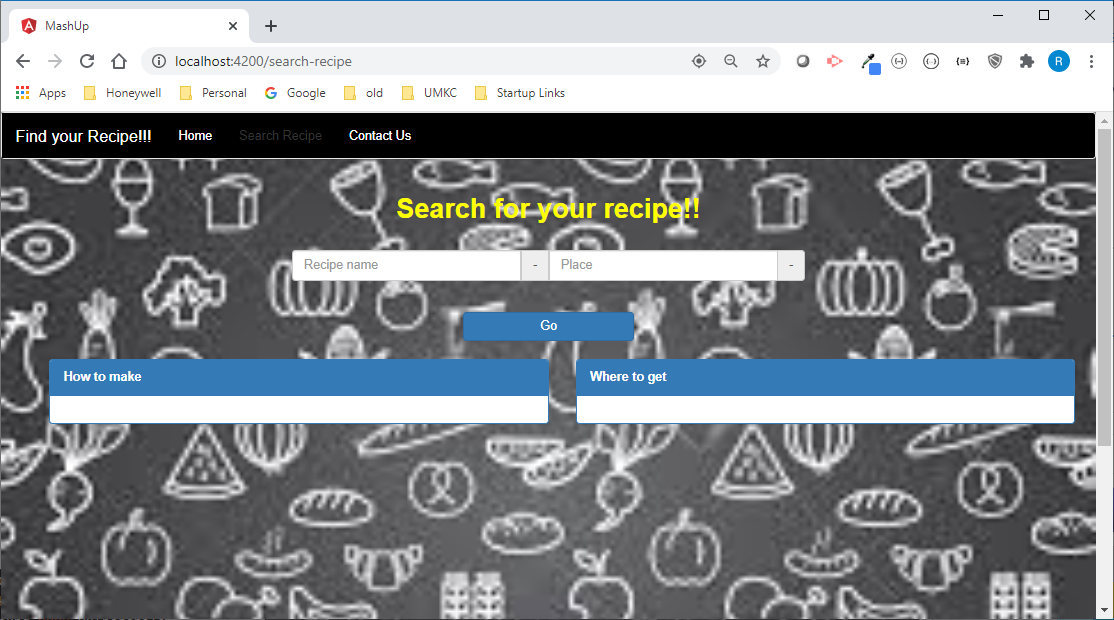 MashUp
localhost:4200/search-recipe
R
Apps Honeywell Personal Google old UMKC Startup Links
Find your Recipe!!! Home Search Recipe Contact Us
Search for your recipe!!
Recipe name - Place -
Go
How to make Where to get